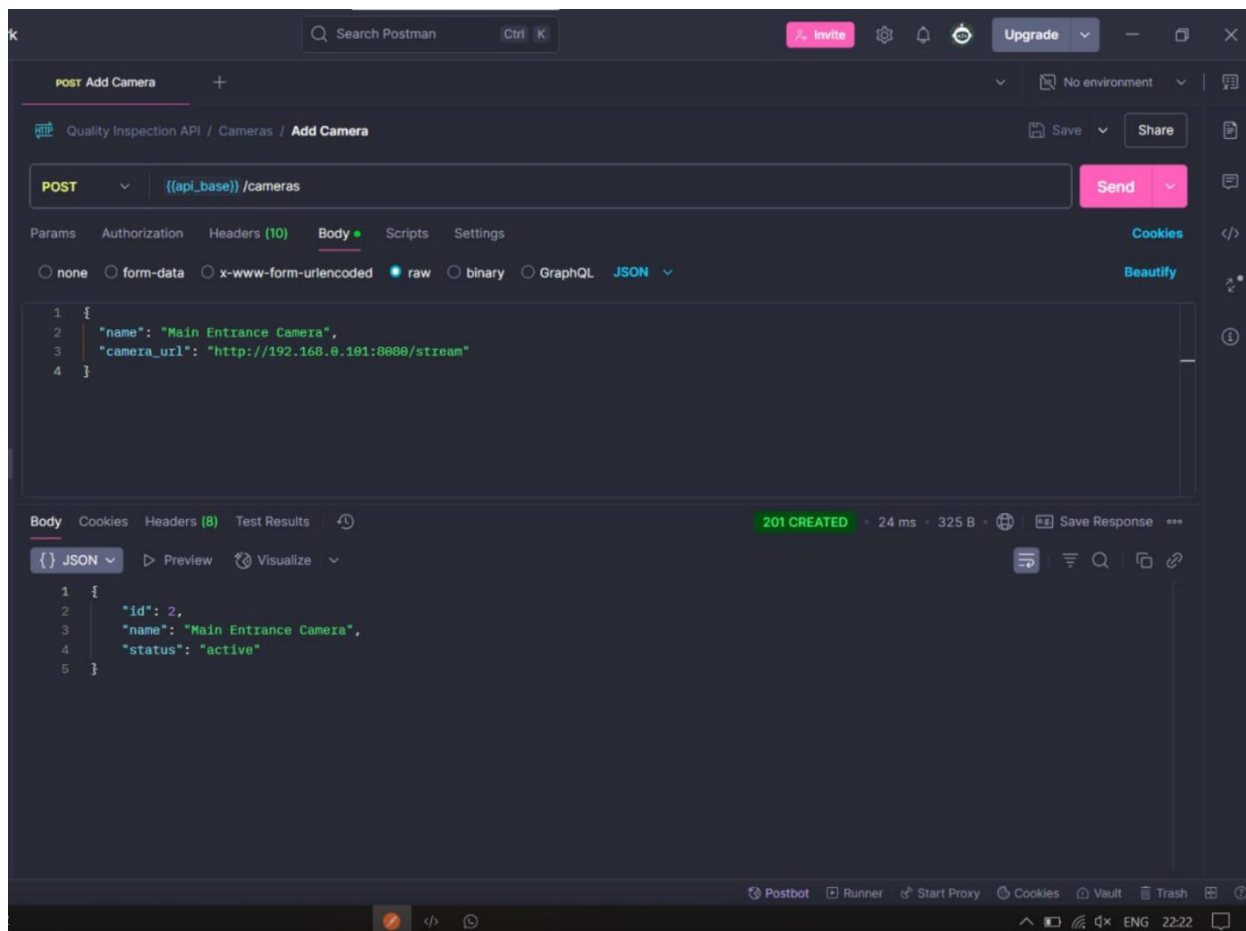 rk
Search Postman Ctrl K
Invite
Upgrade
POST Add Camera
No environment
HTTP Quality Inspection API / Cameras / Add Camera
Save
Share
POST {{api_base}} /cameras
Send
Params Authorization Headers (10) Body Scripts Settings Cookies
none form-data x-www-form-urlencoded raw binary GraphQL JSON Beautify
1 {
2 "name": "Main Entrance Camera",
3 "camera_url": "http://192.168.0.101:8080/stream"
4 }
Body Cookies Headers (8) Test Results 201 CREATED 24 ms 325 B Save Response
{} JSON Preview Visualize
1 {
2 "id": 2,
3 "name": "Main Entrance Camera",
4 "status": "active"
5 }
Postbot Runner Start Proxy Cookies Vault Trash
ENG 22:22